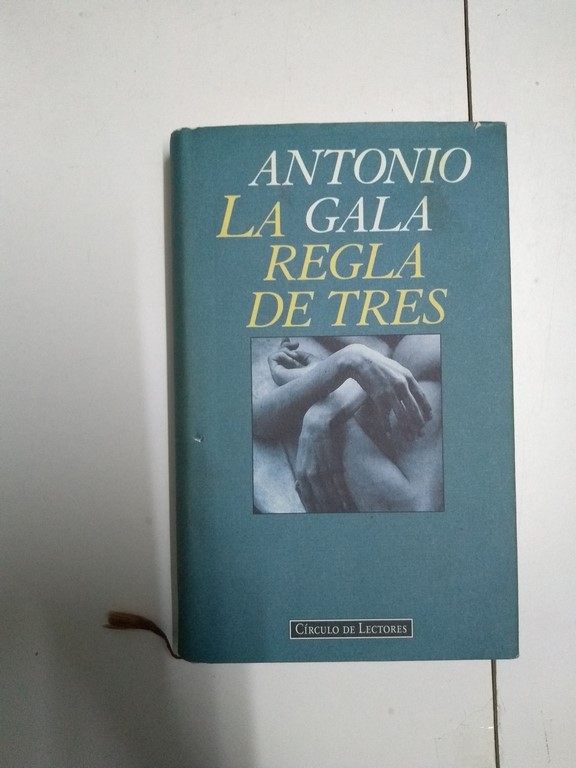 ANTONIO
LA GALA
REGLA
DE TRES
CÍRCULO DE LECTORES